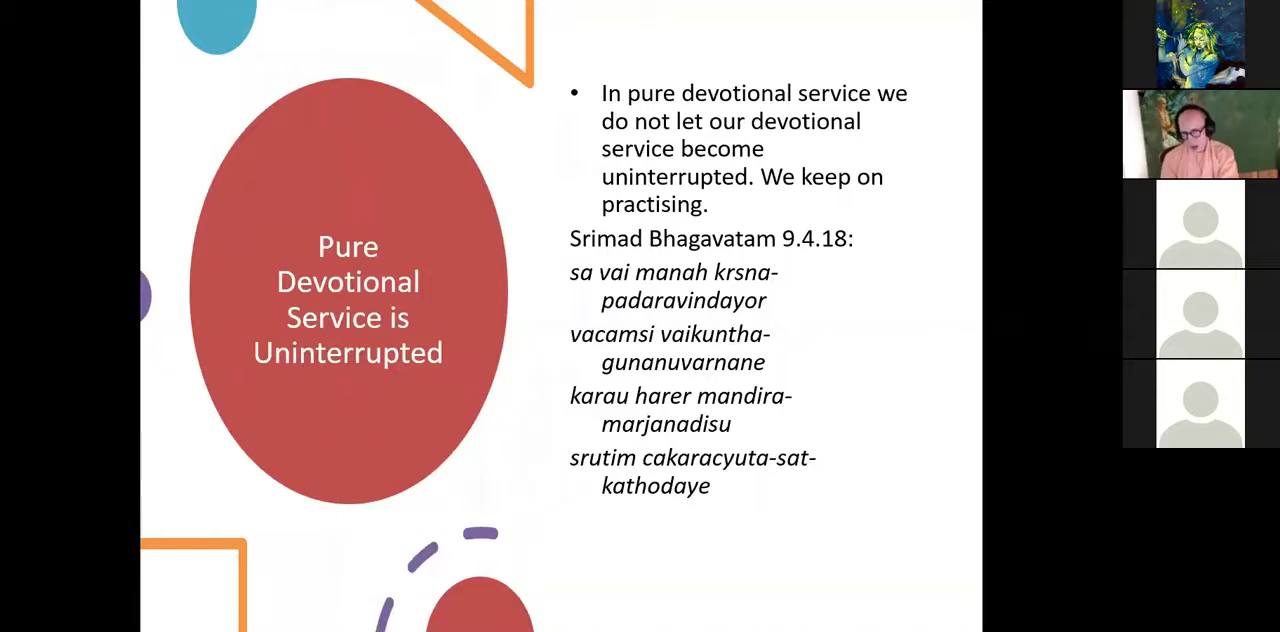 Pure
Devotional
Service is
Uninterrupted
• In pure devotional service we
do not let our devotional
service become
uninterrupted. We keep on
practising.
Srimad Bhagavatam 9.4.18:
sa vai manah krsna-
padaravindayor
vacamsi vaikuntha-
gunanuvarnane
karau harer mandira-
marjanadisu
srutim cakaracyuta-sat-
kathodaye